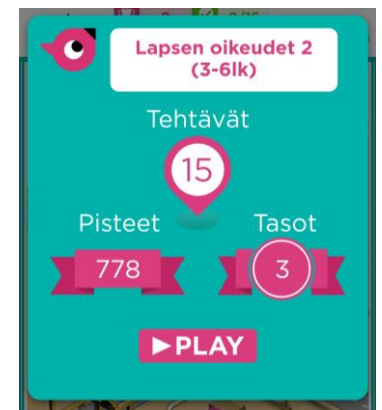 Lapsen oikeudet 2
(3-6lk)
Tehtävät
15
Pisteet
Tasot
778
3
PLAY